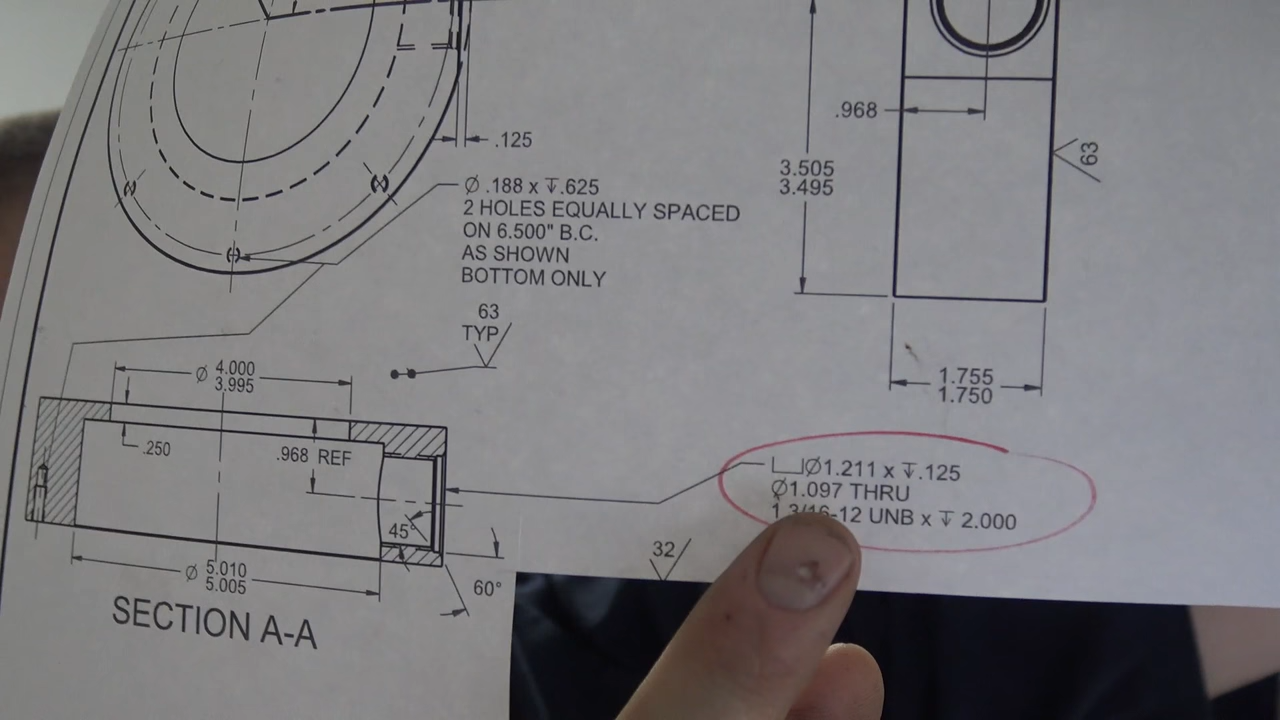 .968
.125
3.505
3.495
63
Ø .188 x ↧.625
2 HOLES EQUALLY SPACED
ON 6.500" B.C.
AS SHOWN
BOTTOM ONLY
63
TYP
Ø 4.000
3.995
1.755
1.750
.250
.968 REF
⌴Ø1.211 x ↧.125
Ø1.097 THRU
1 3/16-12 UNB x ↧ 2.000
45°
32
60°
Ø 5.010
5.005
SECTION A-A